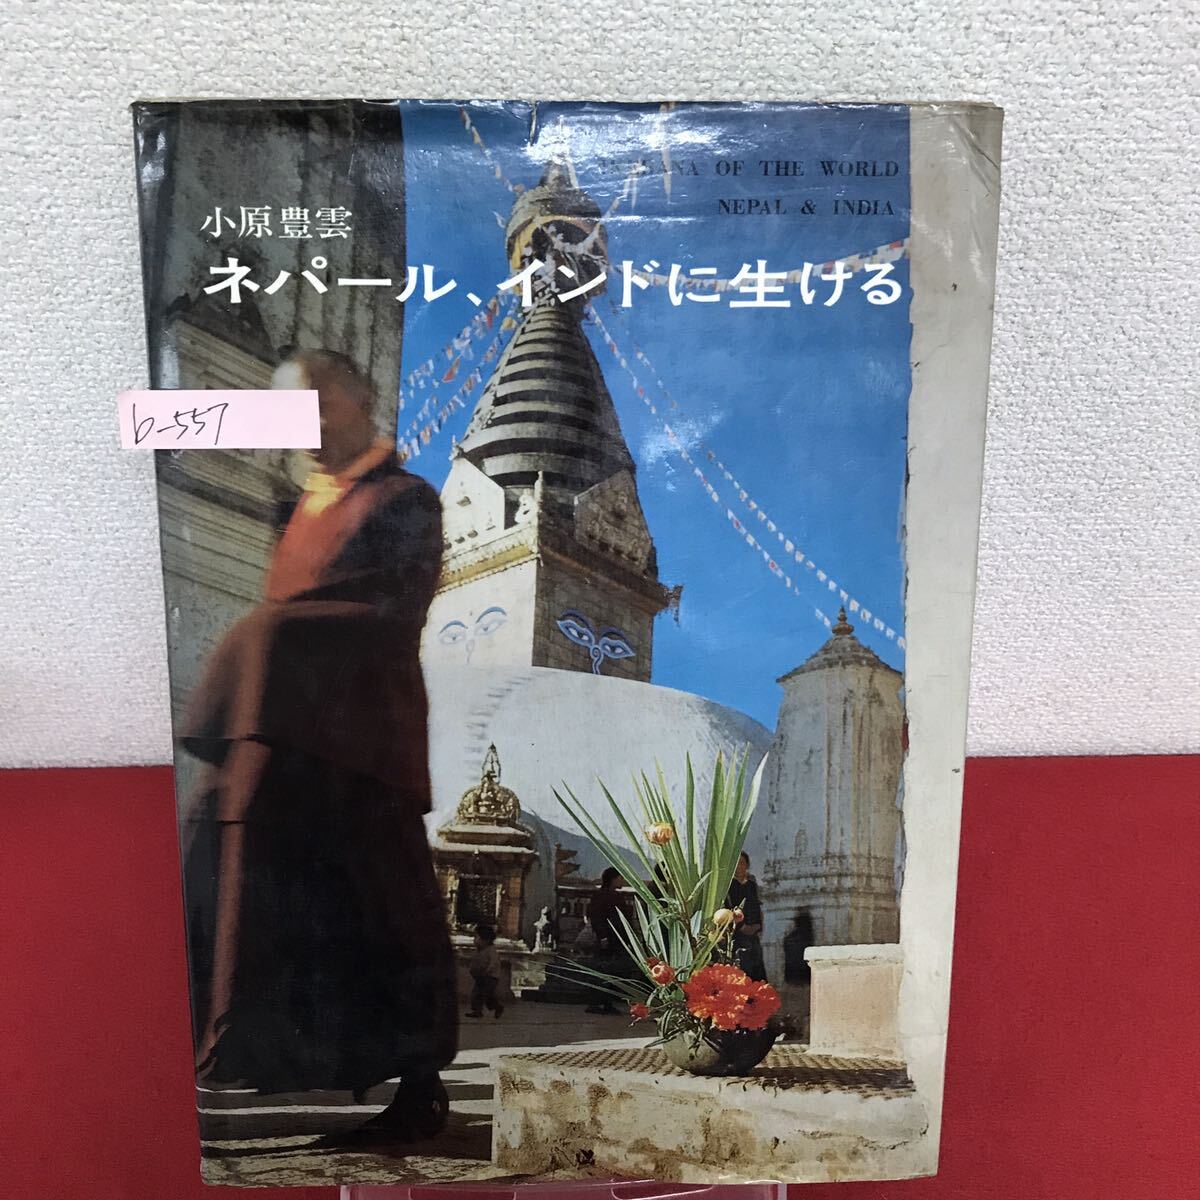 OF THE WORLD
NEPAL & INDIA
小原豊雲
ネパール、インドに生ける
b-557